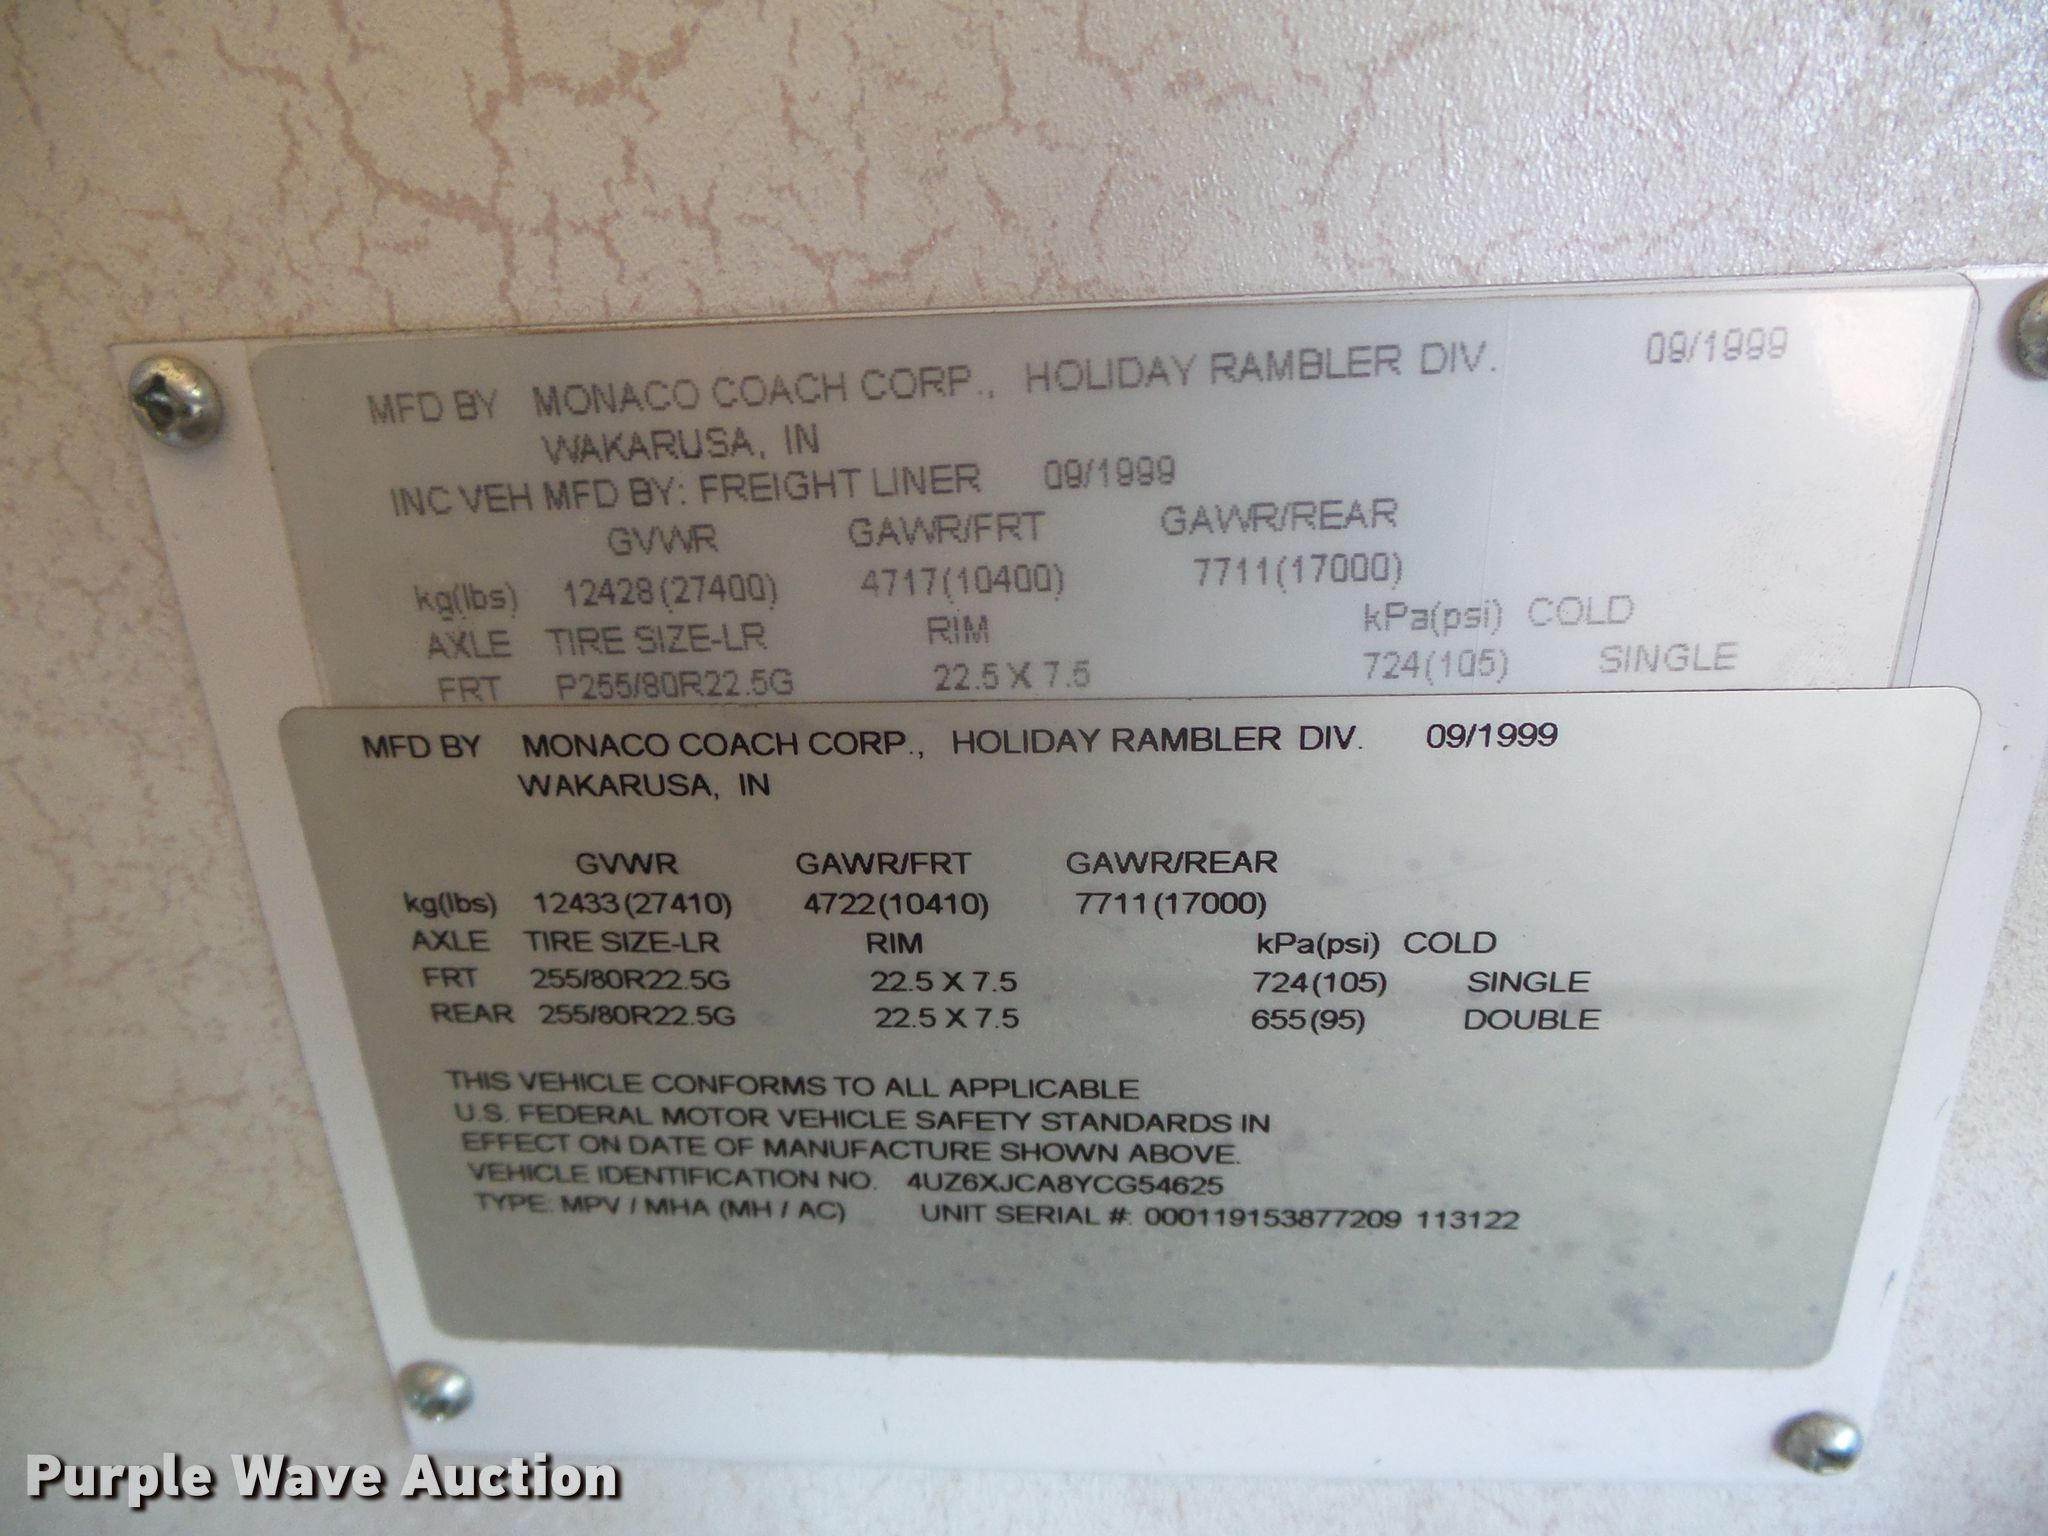 MFD BY MONACO COACH CORP., HOLIDAY RAMBLER DIV. 09/1999
WAKARUSA, IN
INC VEH MFD BY: FREIGHT LINER 09/1999
GVWR GAWR/FRT GAWR/REAR
kg(lbs) 12428(27400) 4717(10400) 7711(17000)
AXLE TIRE SIZE-LR RIM kPa(psi) COLD
FRT P255/80R22.5G 22.5 X 7.5 724(105) SINGLE
MFD BY MONACO COACH CORP., HOLIDAY RAMBLER DIV. 09/1999
WAKARUSA, IN
GVWR GAWR/FRT GAWR/REAR
kg(lbs) 12433(27410) 4722(10410) 7711(17000)
AXLE TIRE SIZE-LR RIM kPa(psi) COLD
FRT 255/80R22.5G 22.5 X 7.5 724(105) SINGLE
REAR 255/80R22.5G 22.5 X 7.5 655(95) DOUBLE
THIS VEHICLE CONFORMS TO ALL APPLICABLE
U.S. FEDERAL MOTOR VEHICLE SAFETY STANDARDS IN
EFFECT ON DATE OF MANUFACTURE SHOWN ABOVE.
VEHICLE IDENTIFICATION NO. 4UZ6XJCA8YCG54625
TYPE: MPV / MHA (MH / AC) UNIT SERIAL #: 000119153877209 113122
Purple Wave Auction